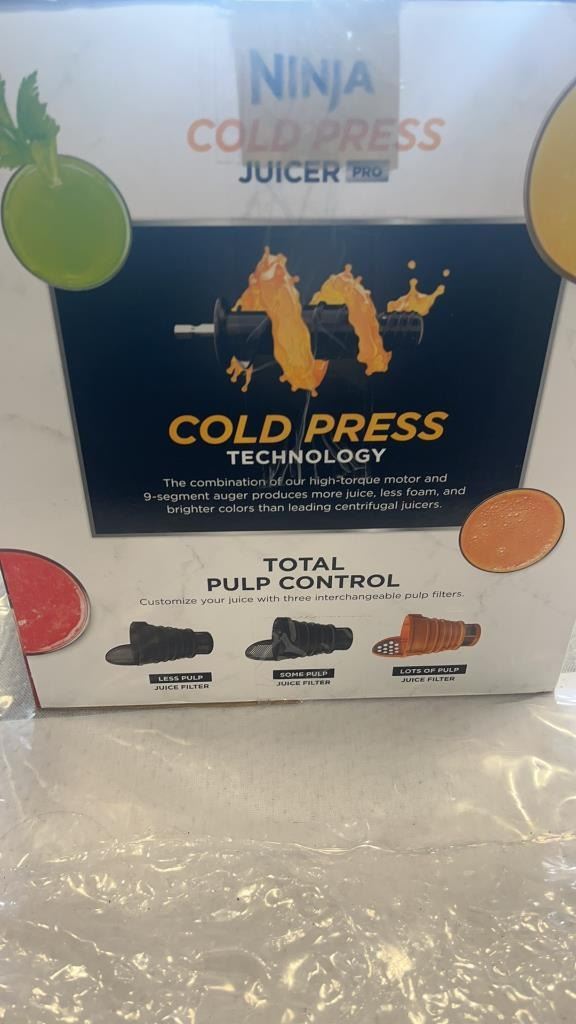 NINJA
COLD PRESS
JUICER PRO
COLD PRESS
TECHNOLOGY
The combination of our high-torque motor and
9-segment auger produces more juice, less foam, and
brighter colors than leading centrifugal juicers.
TOTAL
PULP CONTROL
Customize your juice with three interchangeable pulp filters.
LESS PULP
JUICE FILTER
SOME PULP
JUICE FILTER
LOTS OF PULP
JUICE FILTER